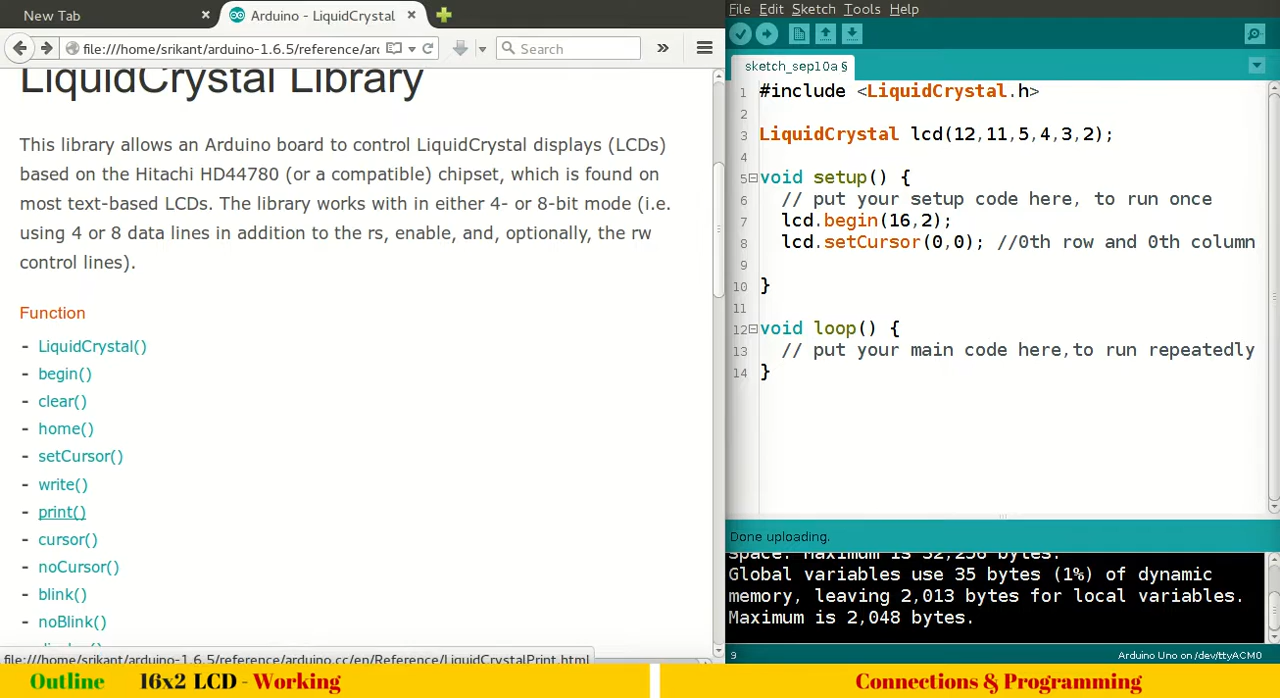 New Tab
Arduino - LiquidCrystal
file:///home/srikant/arduino-1.6.5/reference/ar
Search
LiquidCrystal Library
This library allows an Arduino board to control LiquidCrystal displays (LCDs)
based on the Hitachi HD44780 (or a compatible) chipset, which is found on
most text-based LCDs. The library works with in either 4- or 8-bit mode (i.e.
using 4 or 8 data lines in addition to the rs, enable, and, optionally, the rw
control lines).
Function
- LiquidCrystal()
- begin()
- clear()
- home()
- setCursor()
- write()
- print()
- cursor()
- noCursor()
- blink()
- noBlink()
file:///home/srikant/arduino-1.6.5/reference/arduino.cc/en/Reference/LiquidCrystalPrint.html
File Edit Sketch Tools Help
sketch_sep10a §
1 #include <LiquidCrystal.h>
2
3 LiquidCrystal lcd(12,11,5,4,3,2);
4
5 void setup() {
6 // put your setup code here, to run once
7 lcd.begin(16,2);
8 lcd.setCursor(0,0); //0th row and 0th column
9
10 }
11
12 void loop() {
13 // put your main code here,to run repeatedly
14 }
Done uploading.
space. Maximum is 32,256 bytes.
Global variables use 35 bytes (1%) of dynamic
memory, leaving 2,013 bytes for local variables.
Maximum is 2,048 bytes.
9
Arduino Uno on /dev/ttyACM0
Outline 16x2 LCD - Working
Connections & Programming